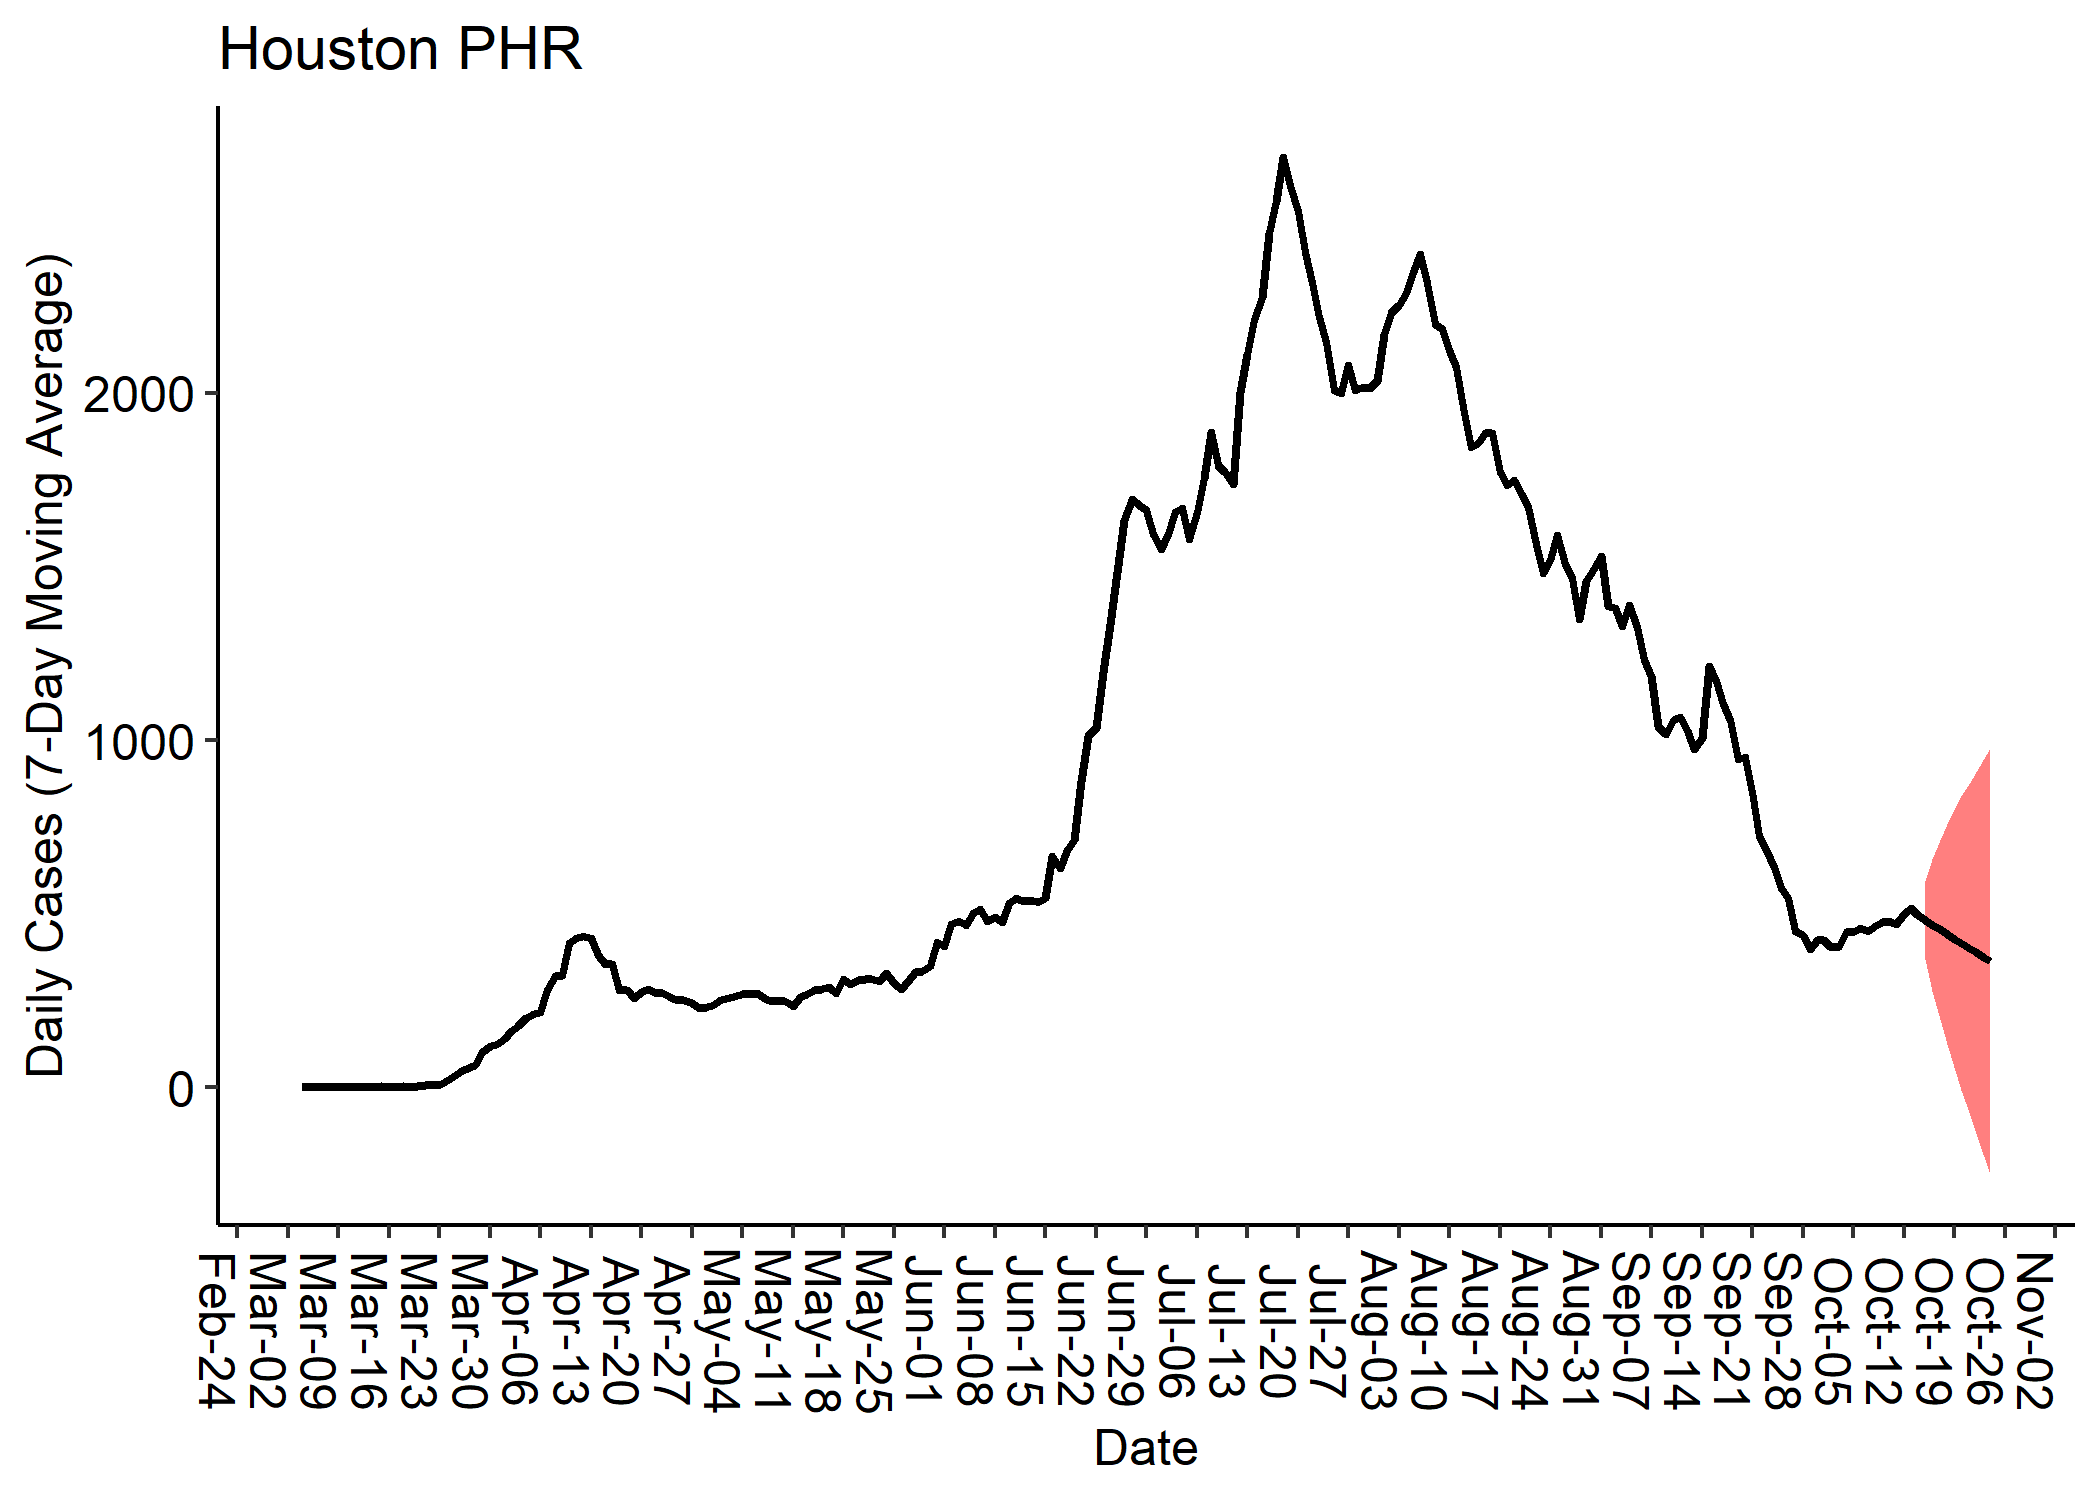 Houston PHR
Daily Cases (7-Day Moving Average)
2000
1000
0
Feb-24
Mar-02
Mar-09
Mar-16
Mar-23
Mar-30
Apr-06
Apr-13
Apr-20
Apr-27
May-04
May-11
May-18
May-25
Jun-01
Jun-08
Jun-15
Jun-22
Jun-29
Jul-06
Jul-13
Jul-20
Jul-27
Aug-03
Aug-10
Aug-17
Aug-24
Aug-31
Sep-07
Sep-14
Sep-21
Sep-28
Oct-05
Oct-12
Oct-19
Oct-26
Nov-02
Date